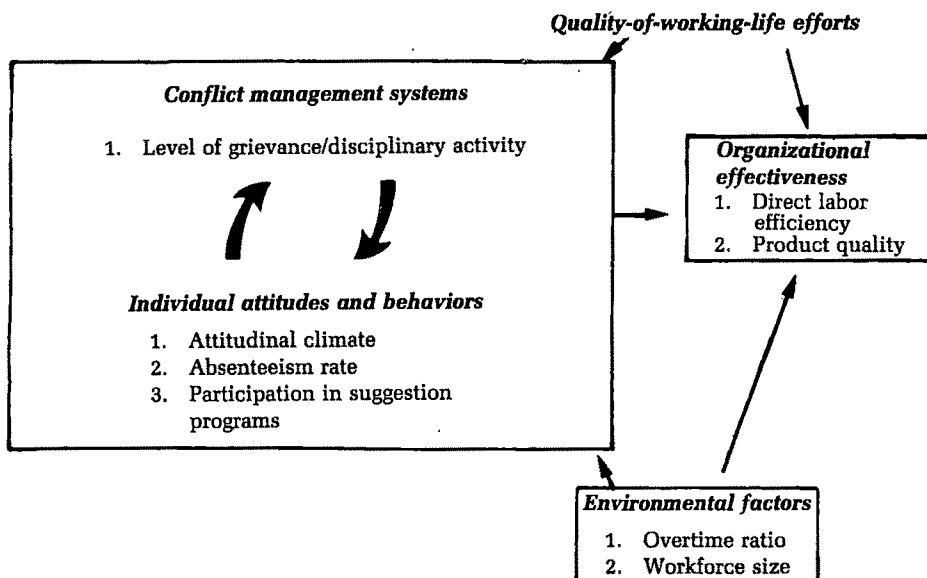 Quality-of-working-life efforts
Conflict management systems
1. Level of grievance/disciplinary activity
Individual attitudes and behaviors
1. Attitudinal climate
2. Absenteeism rate
3. Participation in suggestion
programs
Organizational
effectiveness
1. Direct labor
efficiency
2. Product quality
Environmental factors
1. Overtime ratio
2. Workforce size